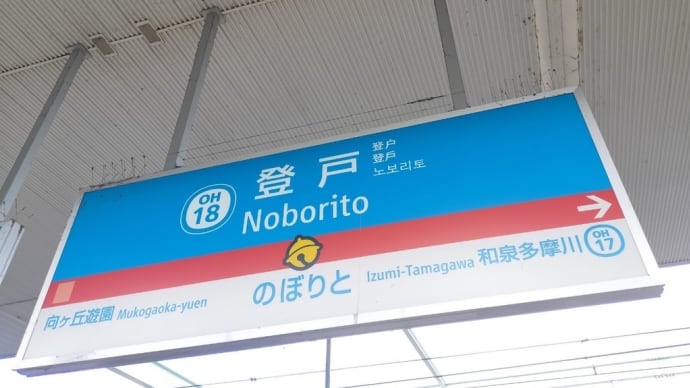 OH
18
登戸
Noborito
登户
登戶
노보리토
のぼりと
向ヶ丘遊園 Mukogaoka-yuen
Izumi-Tamagawa 和泉多摩川
OH
17